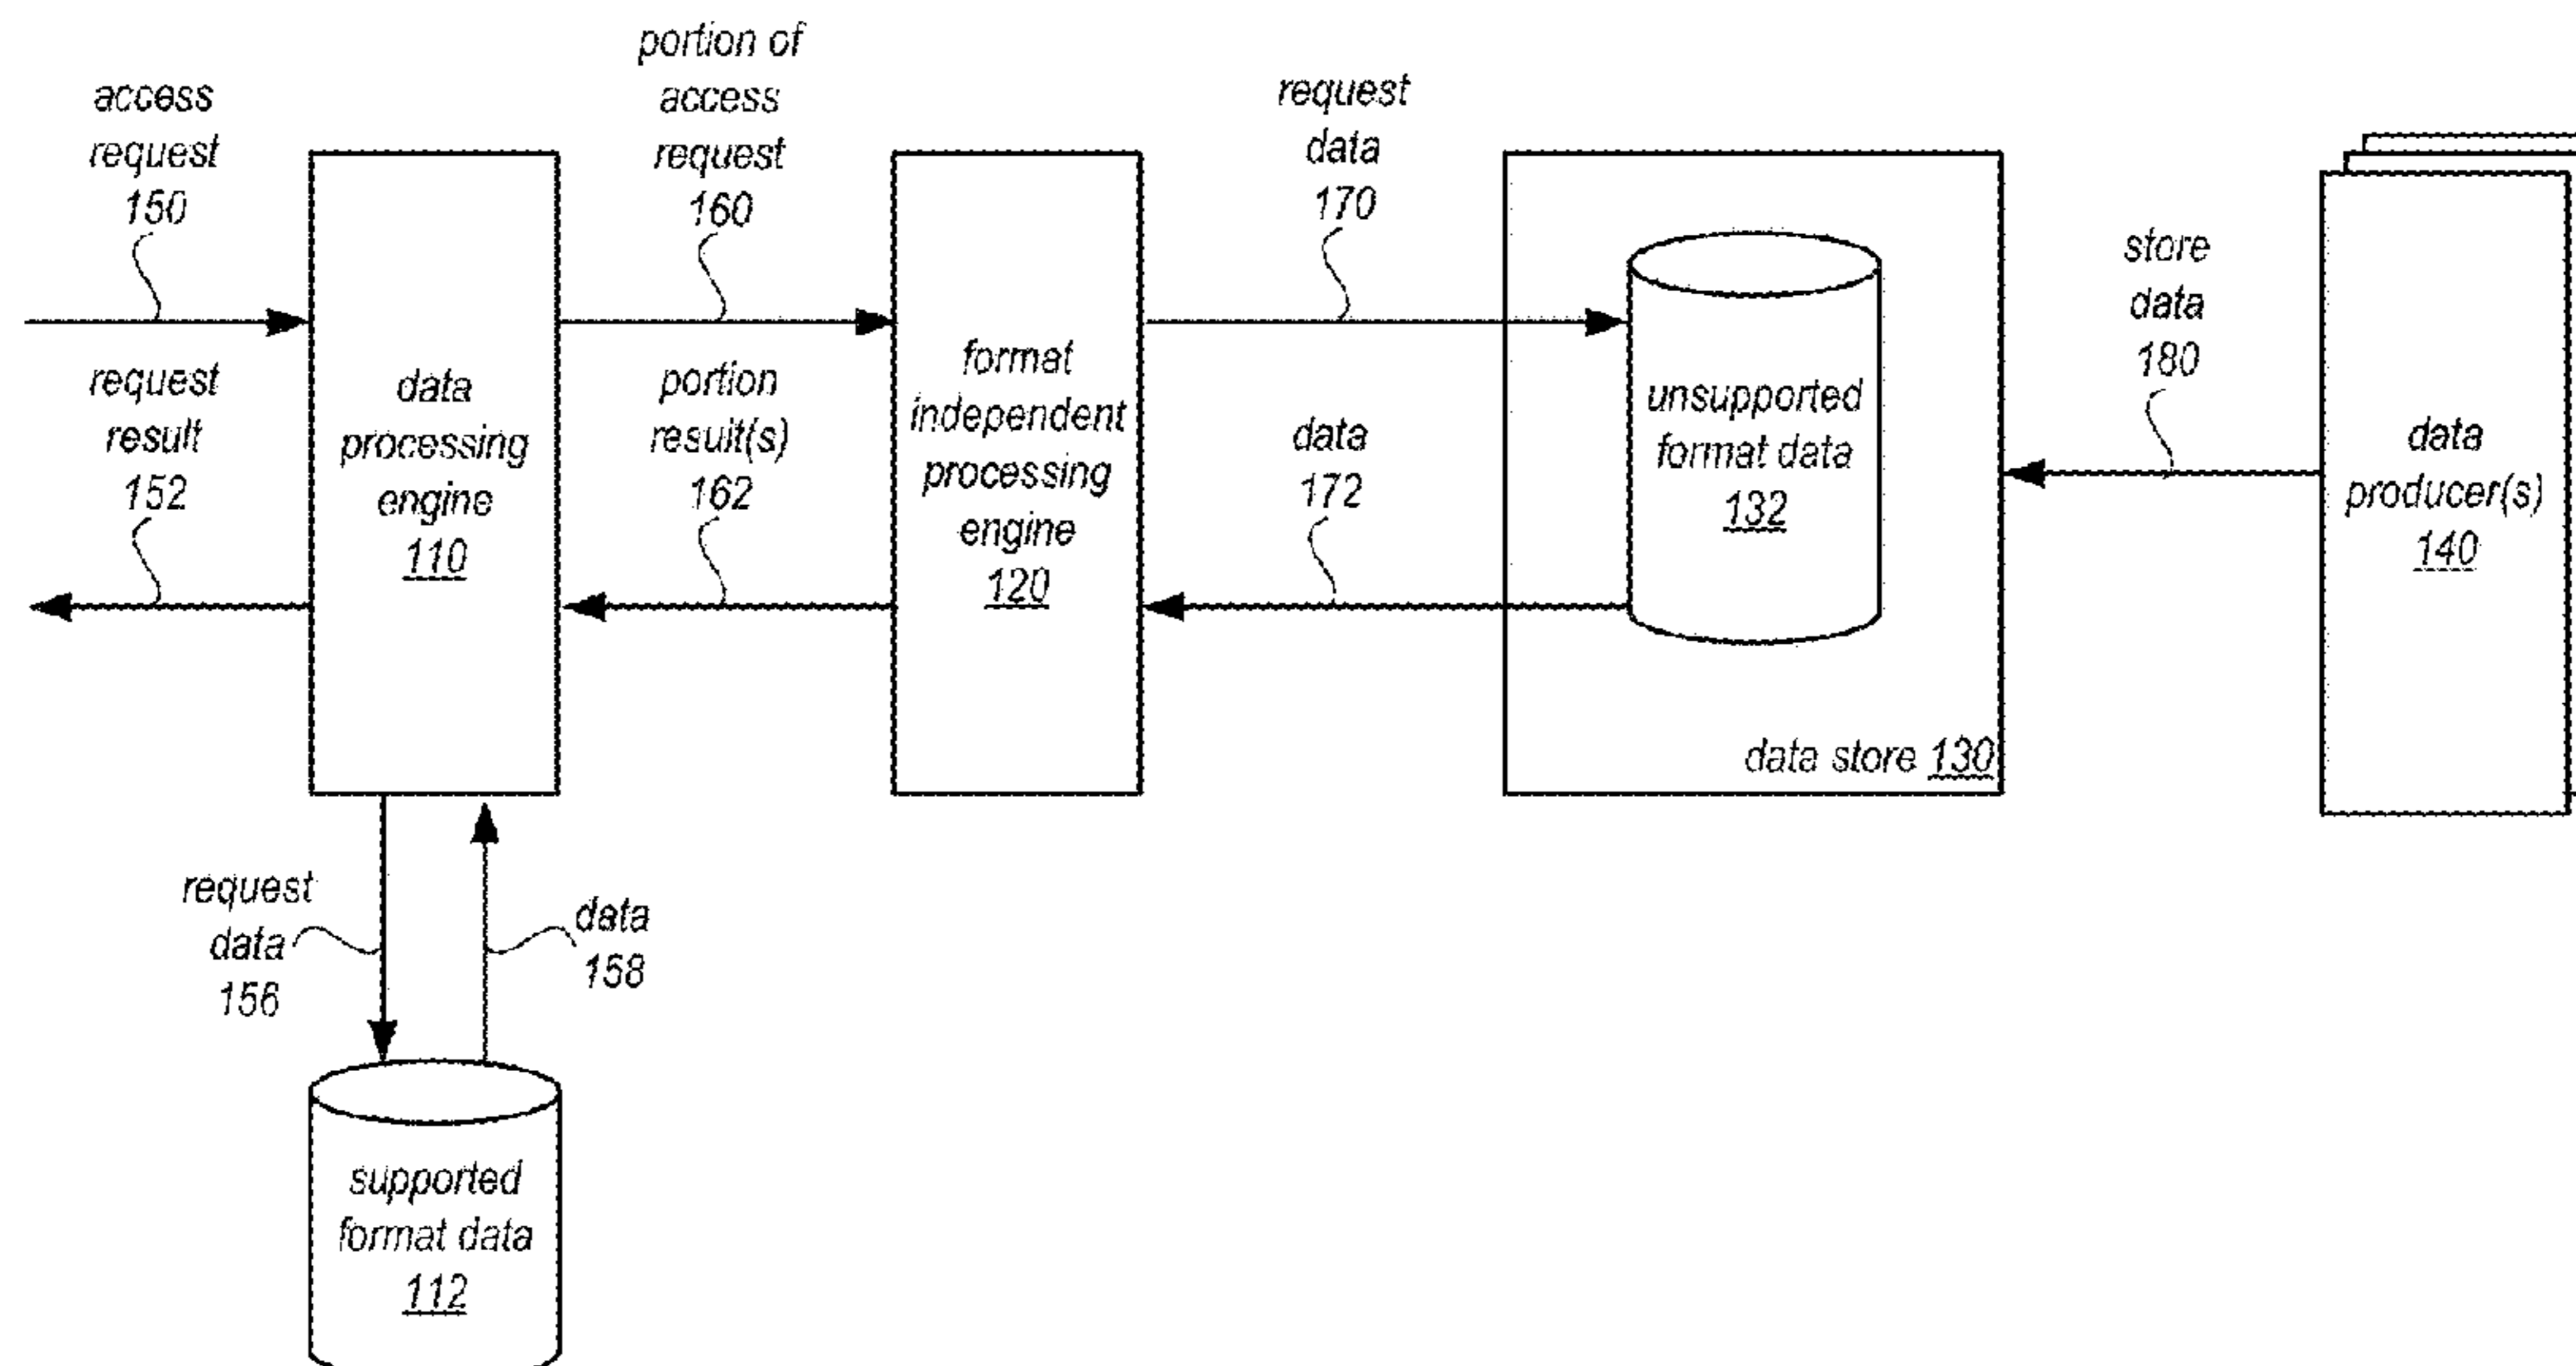 access
request
150
portion of
access
request
160
request
data
170
store
data
180
request
result
152
data
processing
engine
110
portion
result(s)
162
format
independent
processing
engine
120
data
172
unsupported
format data
132
data store 130
data
producer(s)
140
request
data
156
data
158
supported
format data
112